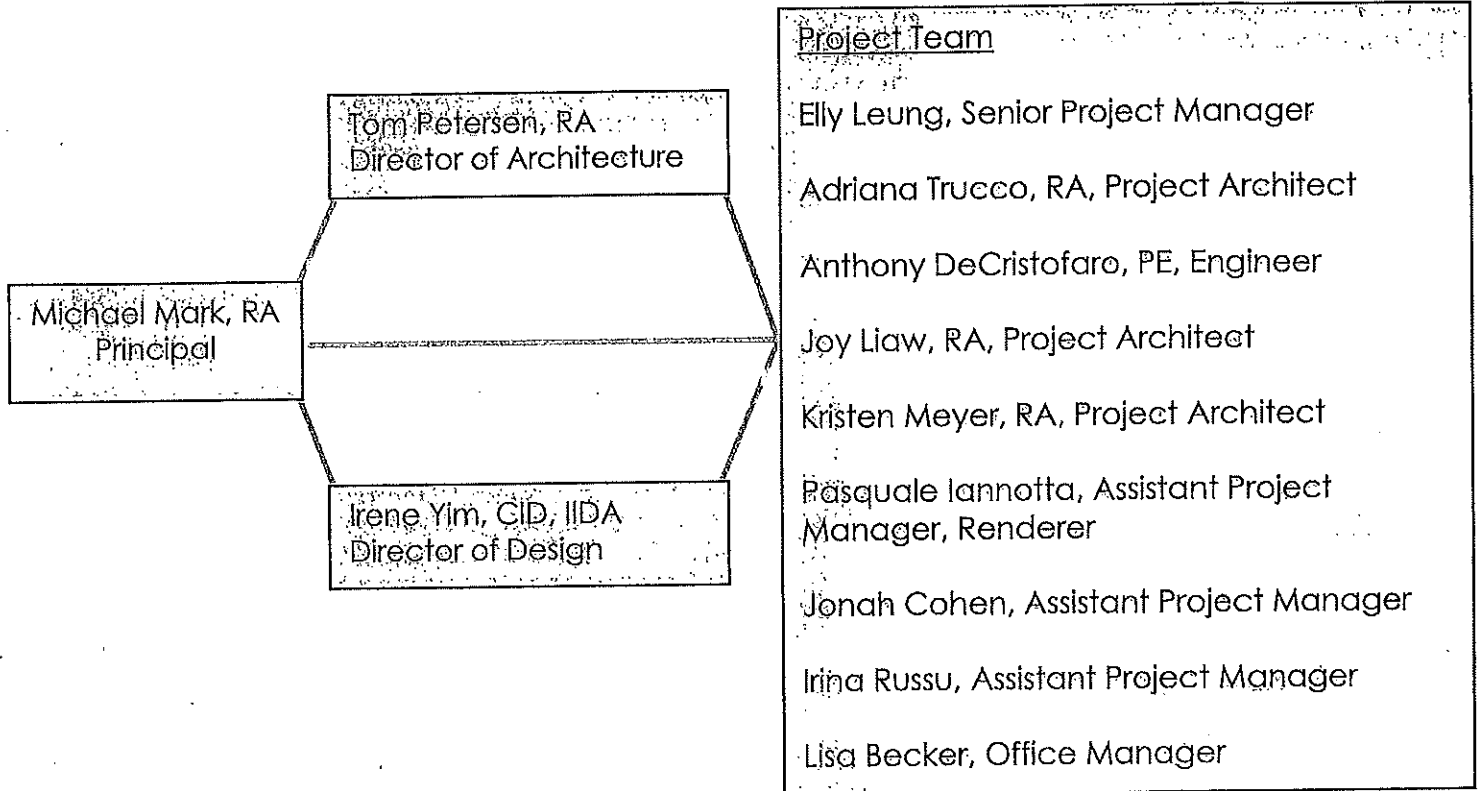 Michael Mark, RA
Principal
Tom Petersen, RA
Director of Architecture
Irene Yim, CID, IIDA
Director of Design
Project Team
Elly Leung, Senior Project Manager
Adriana Trucco, RA, Project Architect
Anthony DeCristofaro, PE, Engineer
Joy Liaw, RA, Project Architect
Kristen Meyer, RA, Project Architect
Pasquale Iannotta, Assistant Project
Manager, Renderer
Jonah Cohen, Assistant Project Manager
Irina Russu, Assistant Project Manager
Lisa Becker, Office Manager